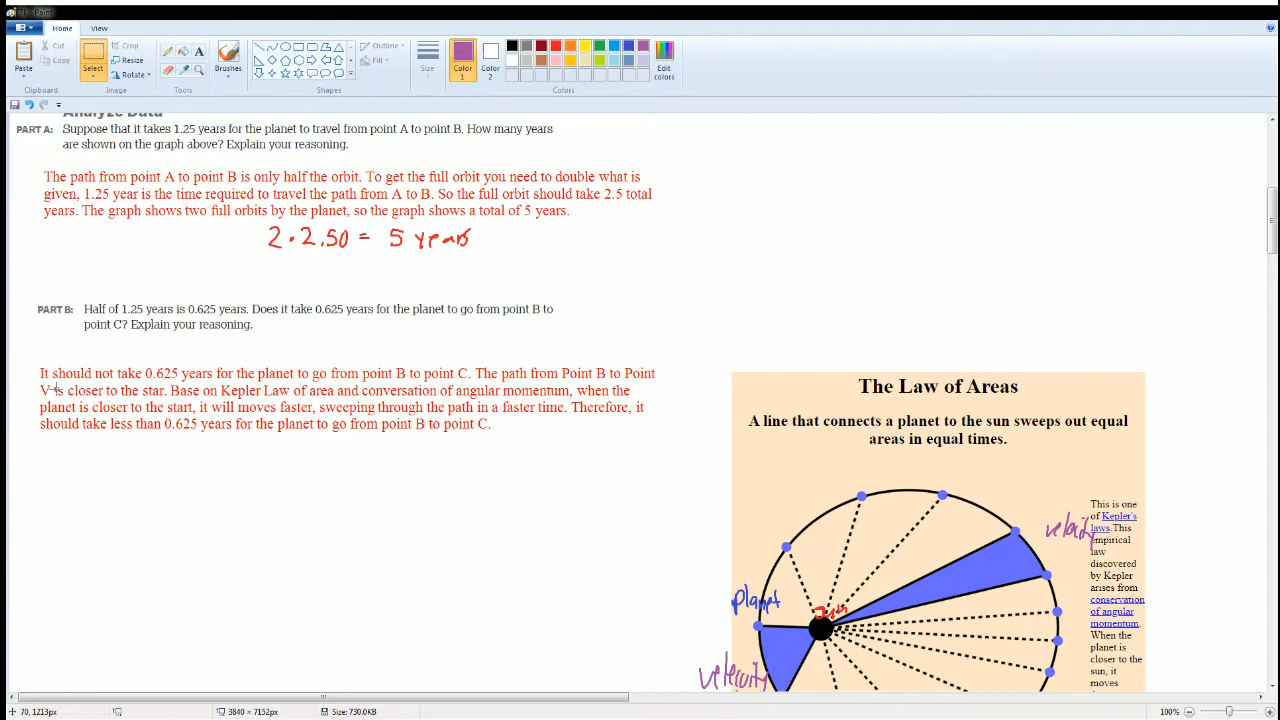 Home View
Paste
Cut
Copy
Clipboard
Select
Crop
Resize
Rotate
Image
Tools
Brushes
Shapes
Outline
Fill
Size
Color 1
Color 2
Edit colors
Colors
Analyze Data
PART A: Suppose that it takes 1.25 years for the planet to travel from point A to point B. How many years
are shown on the graph above? Explain your reasoning.
The path from point A to point B is only half the orbit. To get the full orbit you need to double what is
given, 1.25 year is the time required to travel the path from A to B. So the full orbit should take 2.5 total
years. The graph shows two full orbits by the planet, so the graph shows a total of 5 years.
2 · 2.50 = 5 years
PART B: Half of 1.25 years is 0.625 years. Does it take 0.625 years for the planet to go from point B to
point C? Explain your reasoning.
It should not take 0.625 years for the planet to go from point B to point C. The path from Point B to Point
V is closer to the star. Base on Kepler Law of area and conversation of angular momentum, when the
planet is closer to the start, it will moves faster, sweeping through the path in a faster time. Therefore, it
should take less than 0.625 years for the planet to go from point B to point C.
The Law of Areas
A line that connects a planet to the sun sweeps out equal
areas in equal times.
This is one
of Kepler's
laws.This
empirical
law
discovered
by Kepler
arises from
conservation
of angular
momentum.
When the
planet is
closer to the
sun, it
moves
velocity
planet
sun
velocity
70, 1213px
3840 × 7152px
Size: 730.0KB
100%